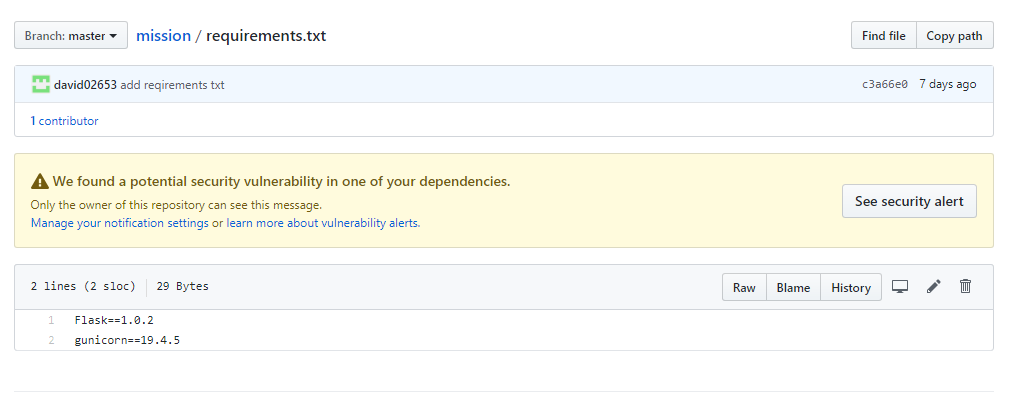 Branch: master mission / requirements.txt Find file Copy path
david02653 add reqirements txt c3a66e0 7 days ago
1 contributor
We found a potential security vulnerability in one of your dependencies.
Only the owner of this repository can see this message.
Manage your notification settings or learn more about vulnerability alerts.
See security alert
2 lines (2 sloc) 29 Bytes Raw Blame History
1 Flask==1.0.2
2 gunicorn==19.4.5